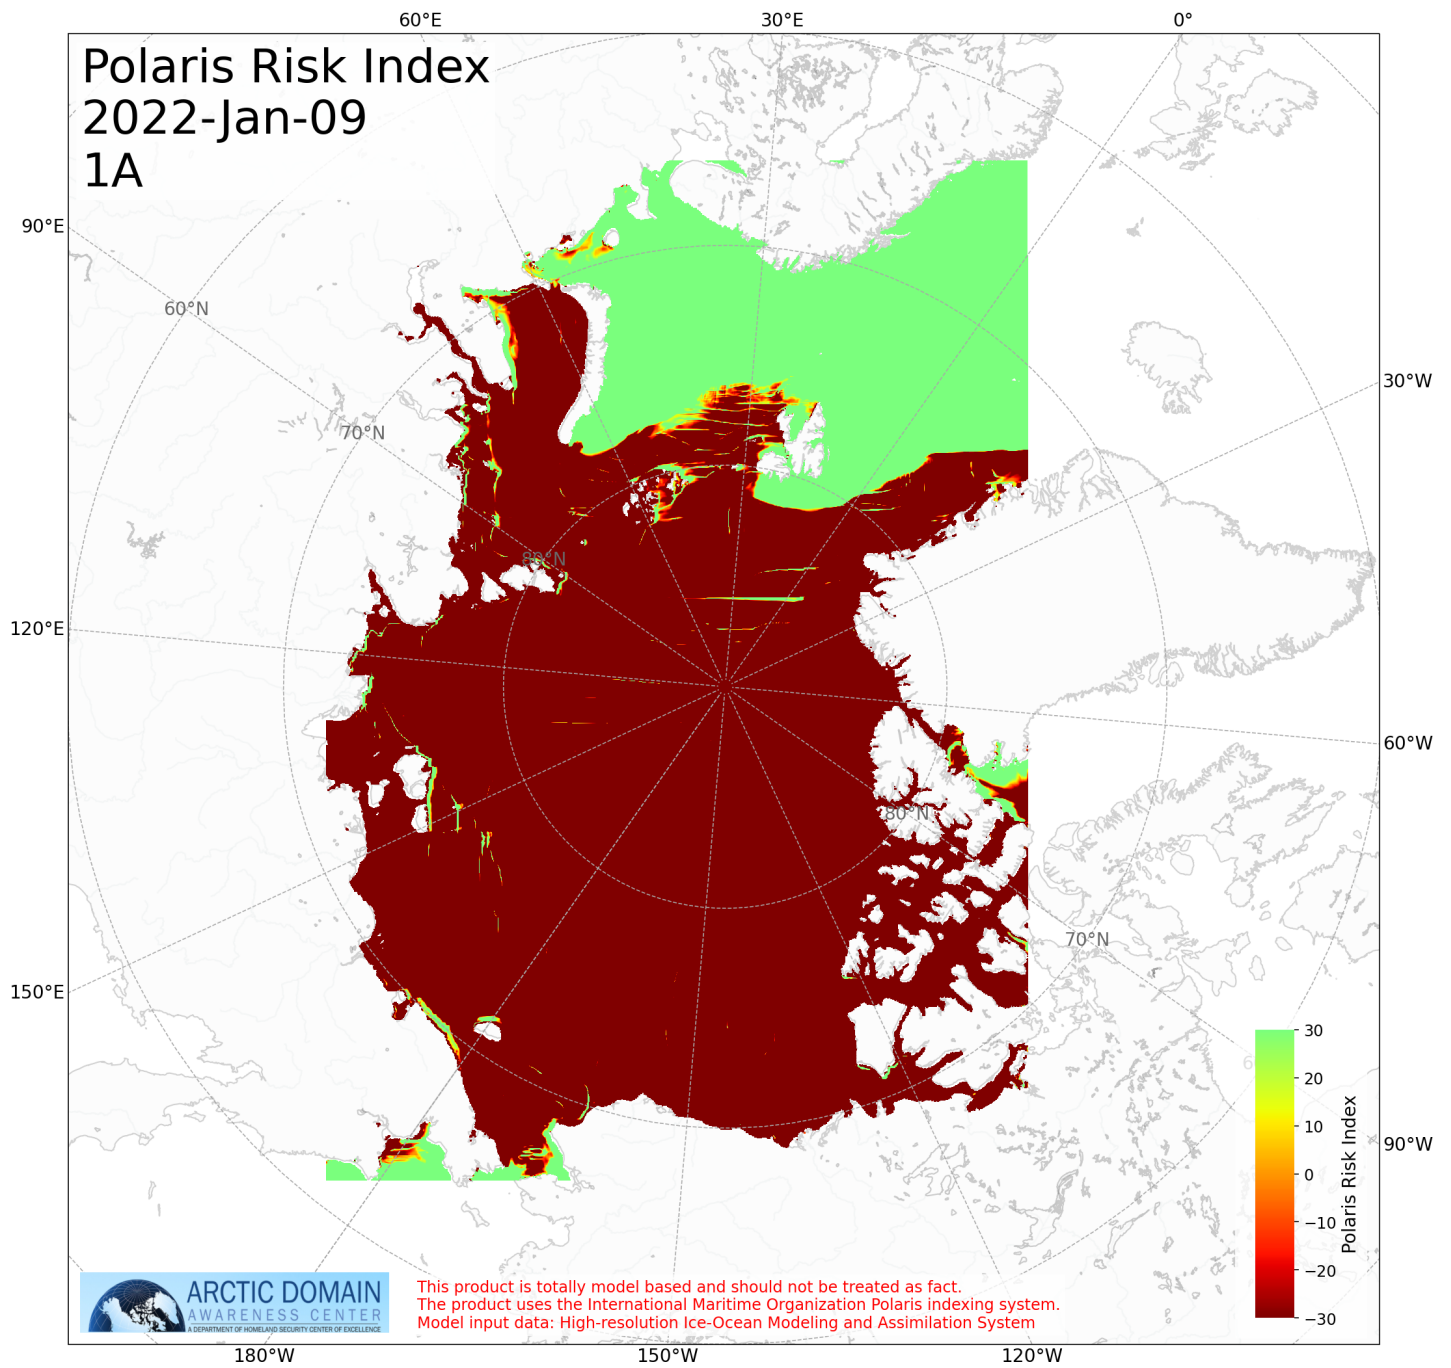 60°E 30°E 0°
Polaris Risk Index
2022-Jan-09
1A
90°E
60°N
30°W
70°N
80°N
120°E
60°W
80°N
70°N
150°E
30
20
10
0
−10
−20
−30
Polaris Risk Index
90°W
ARCTIC DOMAIN
AWARENESS CENTER
A DEPARTMENT OF HOMELAND SECURITY CENTER OF EXCELLENCE
This product is totally model based and should not be treated as fact.
The product uses the International Maritime Organization Polaris indexing system.
Model input data: High-resolution Ice-Ocean Modeling and Assimilation System
180°W 150°W 120°W